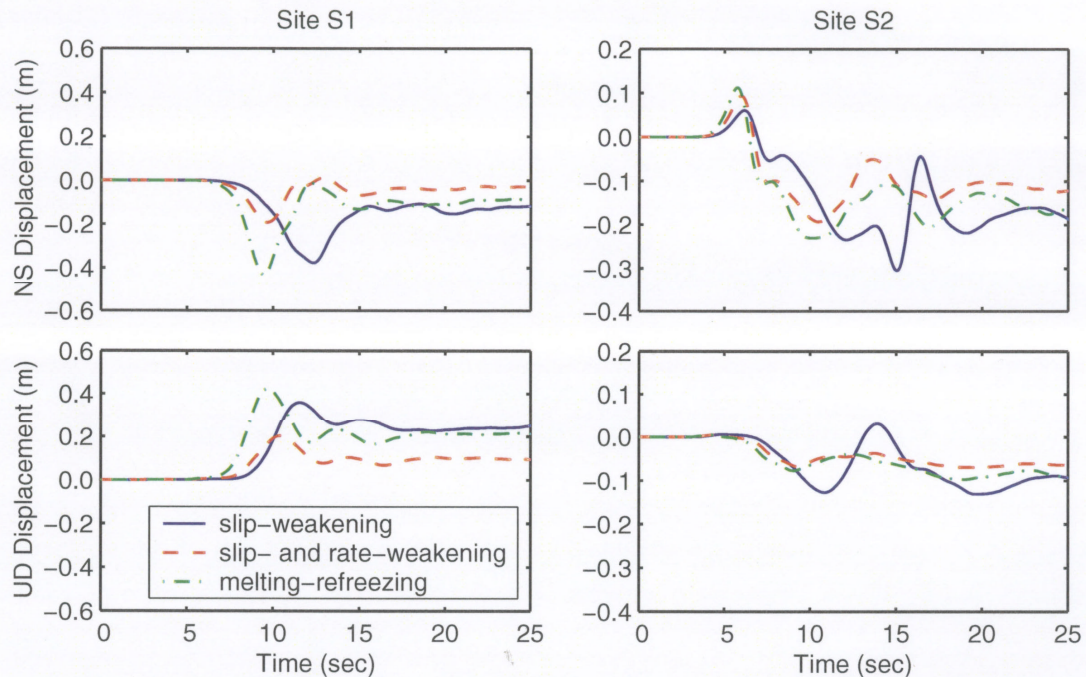 Site S1
Site S2
NS Displacement (m)
0.6
0.4
0.2
0.0
−0.2
−0.4
−0.6
0.2
0.1
0.0
−0.1
−0.2
−0.3
−0.4
UD Displacement (m)
0.6
0.4
0.2
0.0
−0.2
−0.4
−0.6
slip−weakening
slip− and rate−weakening
melting−refreezing
0 5 10 15 20 25
Time (sec)
0.2
0.1
0.0
−0.1
−0.2
−0.3
−0.4
0 5 10 15 20 25
Time (sec)